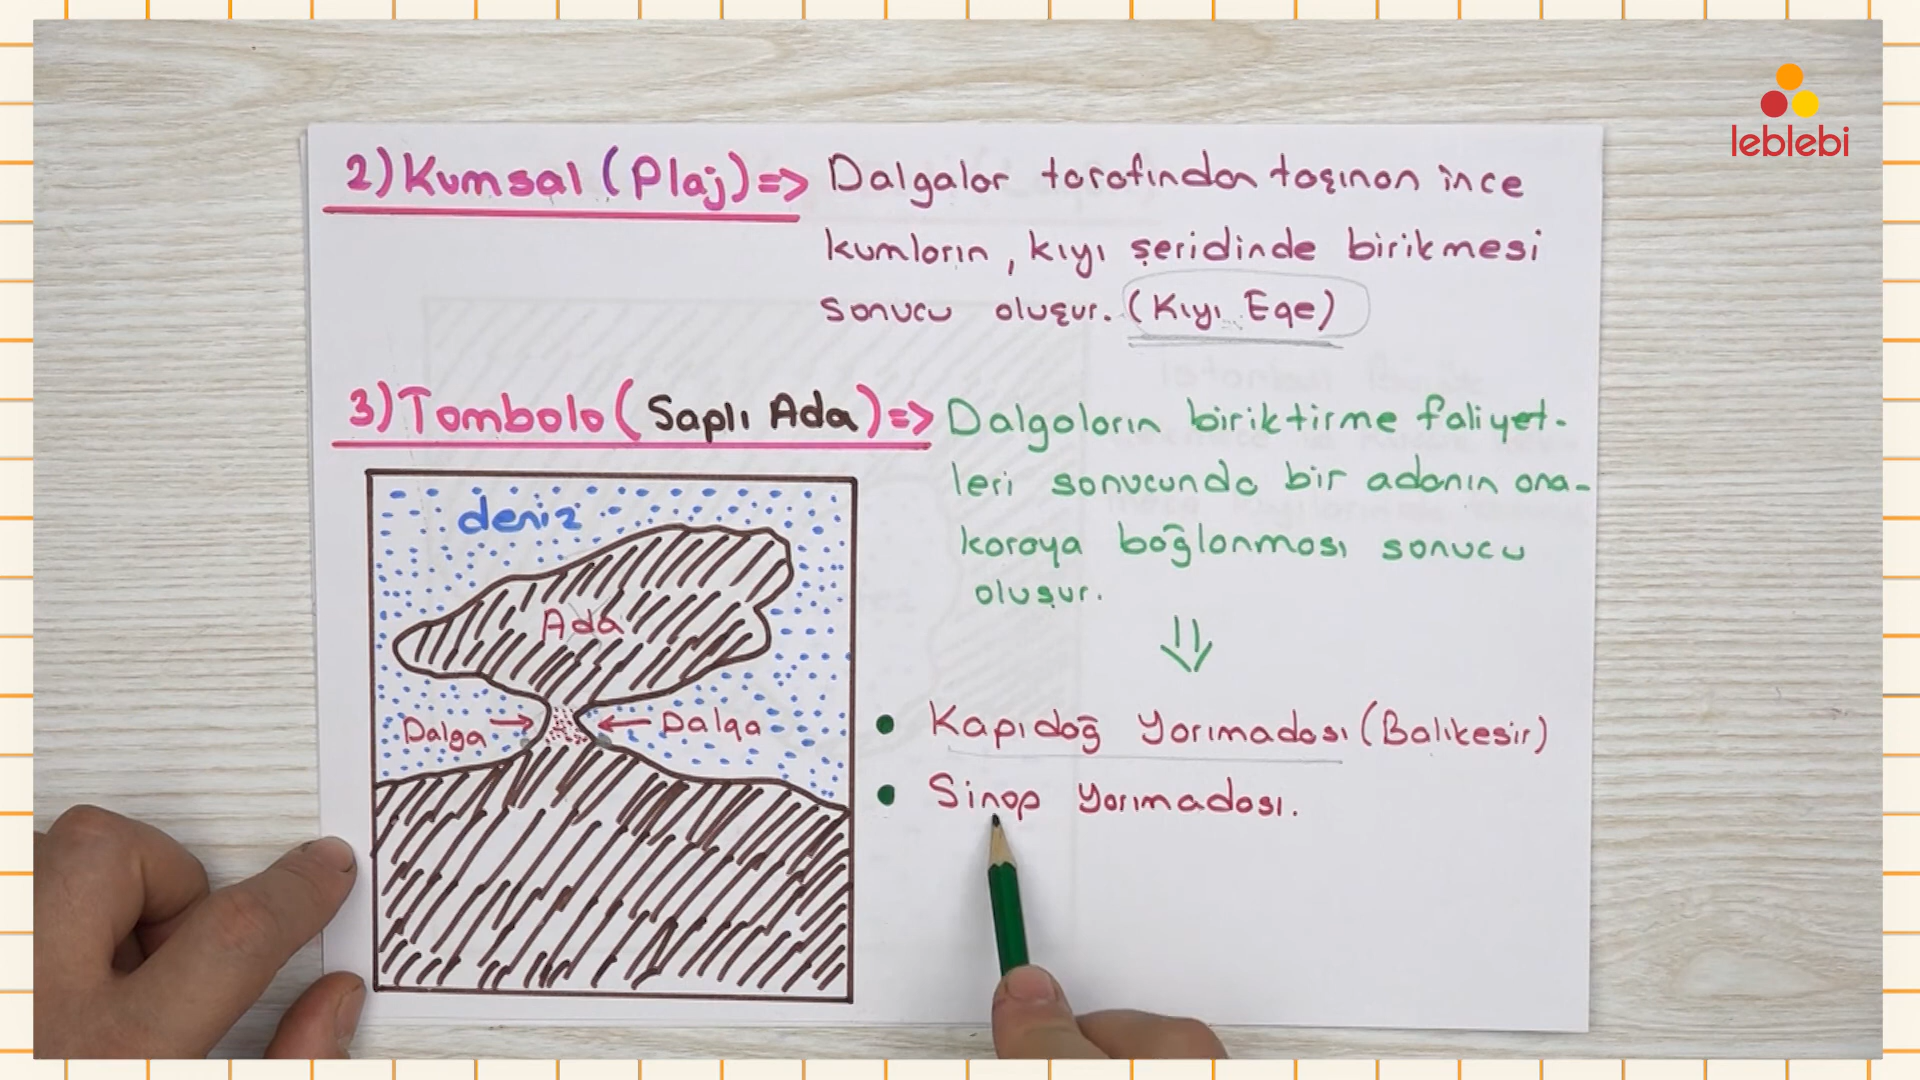 leblebi
2) Kumsal (Plaj) => Dalgalar tarafından taşınan ince
kumların, kıyı şeridinde birikmesi
sonucu oluşur. (Kıyı Ege)
3) Tombolo ( Saplı Ada ) => Dalgaların biriktirme faliyet-
leri sonucunda bir adanın ana-
karaya bağlanması sonucu
oluşur.
deniz
Ada
Dalga
Dalga
Kapıdağ Yarımadası (Balıkesir)
Sinop Yarımadası.